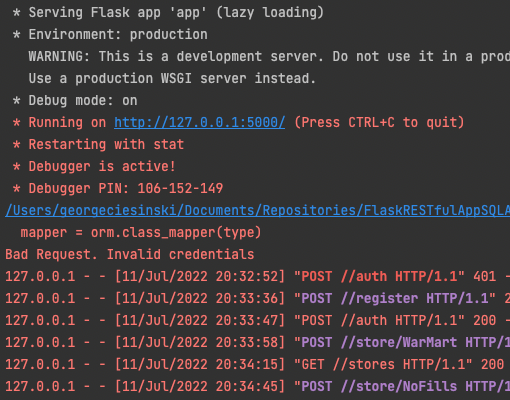 * Serving Flask app 'app' (lazy loading)
* Environment: production
WARNING: This is a development server. Do not use it in a
Use a production WSGI server instead.
* Debug mode: on
* Running on http://127.0.0.1:5000/ (Press CTRL+C to quit)
* Restarting with stat
* Debugger is active!
* Debugger PIN: 106-152-149
/Users/georgeciesinski/Documents/Repositories/FlaskRESTfulAppSQLA
mapper = orm.class_mapper(type)
Bad Request. Invalid credentials
127.0.0.1 - - [11/Jul/2022 20:32:52] "POST //auth HTTP/1.1" 401 -
127.0.0.1 - - [11/Jul/2022 20:33:36] "POST //register HTTP/1.1" 2
127.0.0.1 - - [11/Jul/2022 20:33:47] "POST //auth HTTP/1.1" 200 -
127.0.0.1 - - [11/Jul/2022 20:33:58] "POST //store/WarMart HTTP/1
127.0.0.1 - - [11/Jul/2022 20:34:15] "GET //stores HTTP/1.1" 200
127.0.0.1 - - [11/Jul/2022 20:34:45] "POST //store/NoFills HTTP/1